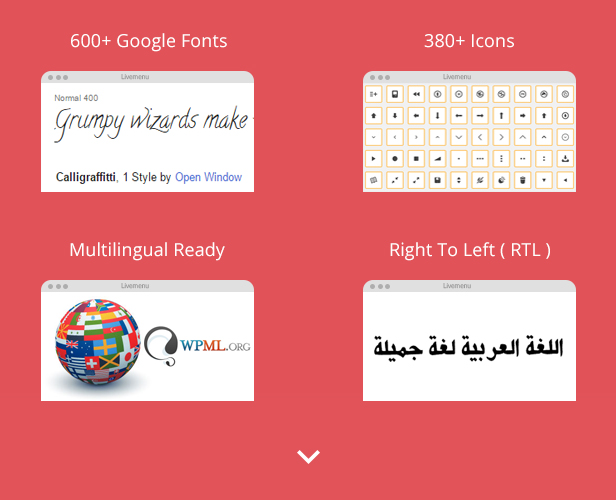 600+ Google Fonts
380+ Icons
Livemenu
Normal 400
Grumpy wizards make
Calligraffitti, 1 Style by Open Window
Livemenu
Multilingual Ready
Right To Left ( RTL )
Livemenu
WPML.ORG
Livemenu
اللغة العربية لغة جميلة